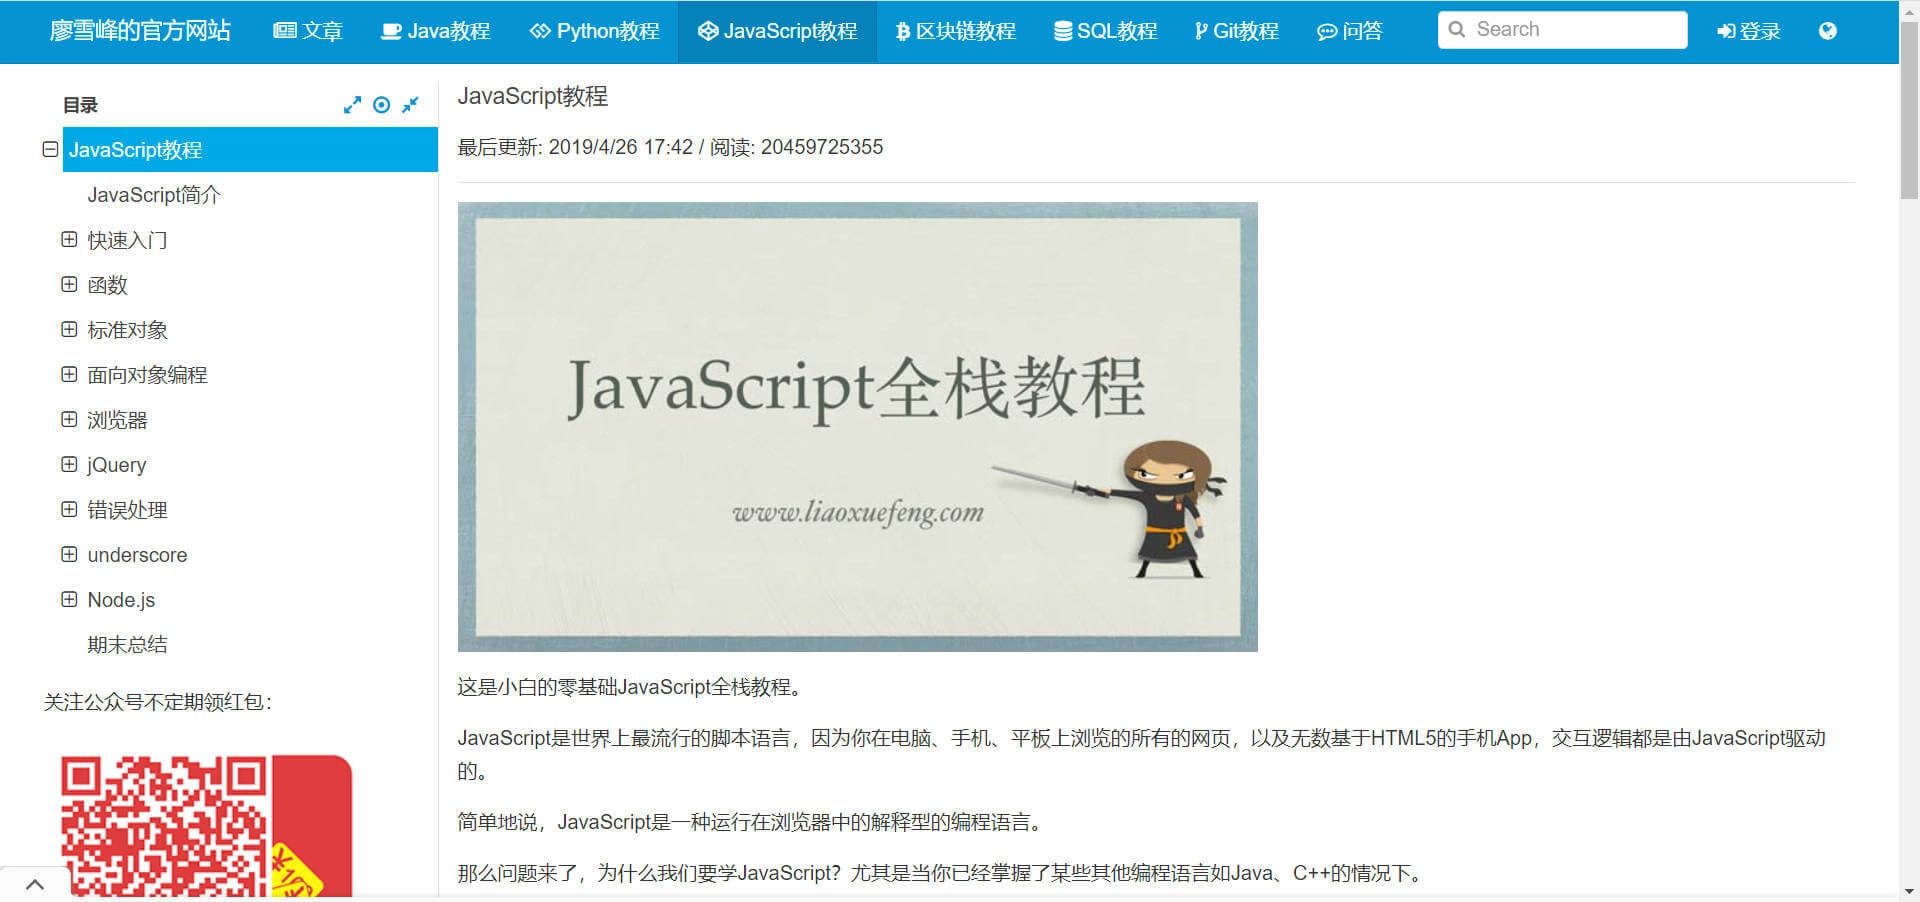 廖雪峰的官方网站 文章 Java教程 Python教程 JavaScript教程 区块链教程 SQL教程 Git教程 问答 Search 登录
目录
JavaScript教程
JavaScript简介
快速入门
函数
标准对象
面向对象编程
浏览器
jQuery
错误处理
underscore
Node.js
期末总结
关注公众号不定期领红包：
JavaScript教程
最后更新: 2019/4/26 17:42 / 阅读: 20459725355
JavaScript全栈教程
www.liaoxuefeng.com
这是小白的零基础JavaScript全栈教程。
JavaScript是世界上最流行的脚本语言，因为你在电脑、手机、平板上浏览的所有的网页，以及无数基于HTML5的手机App，交互逻辑都是由JavaScript驱动
的。
简单地说，JavaScript是一种运行在浏览器中的解释型的编程语言。
那么问题来了，为什么我们要学JavaScript？尤其是当你已经掌握了某些其他编程语言如Java、C++的情况下。